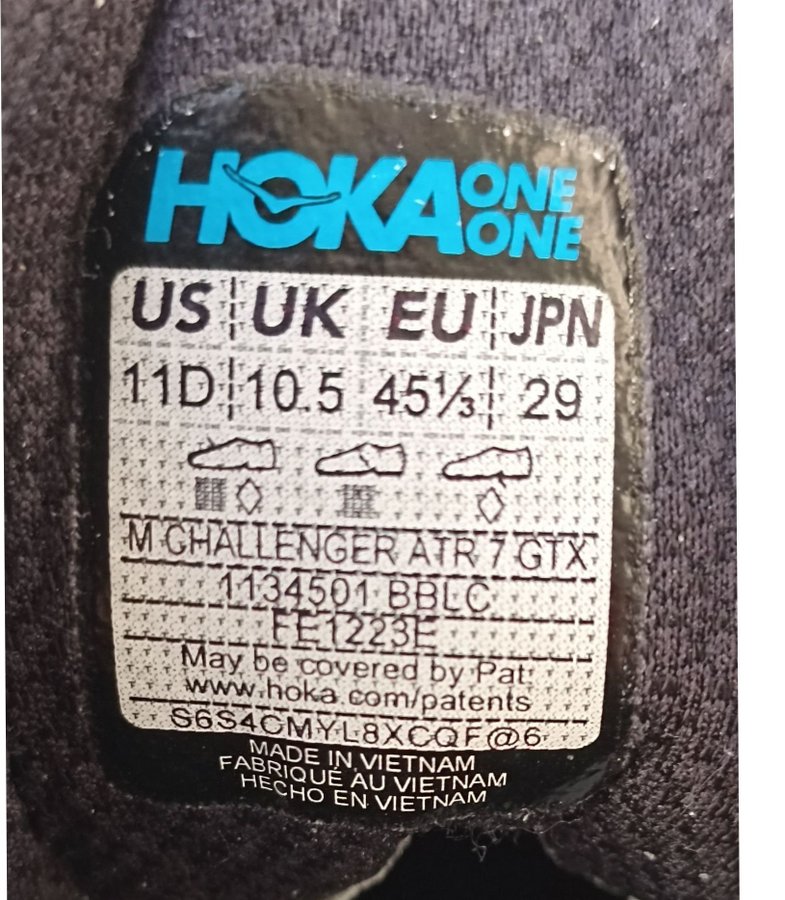 HOKA ONE ONE
US UK EU JPN
11D 10.5 45⅓ 29
M CHALLENGER ATR 7 GTX
1134501 BBLC
FE1223E
May be covered by Pat:
www.hoka.com/patents
S6S4CMYL8XCQF@6
MADE IN VIETNAM
FABRIQUÉ AU VIETNAM
HECHO EN VIETNAM